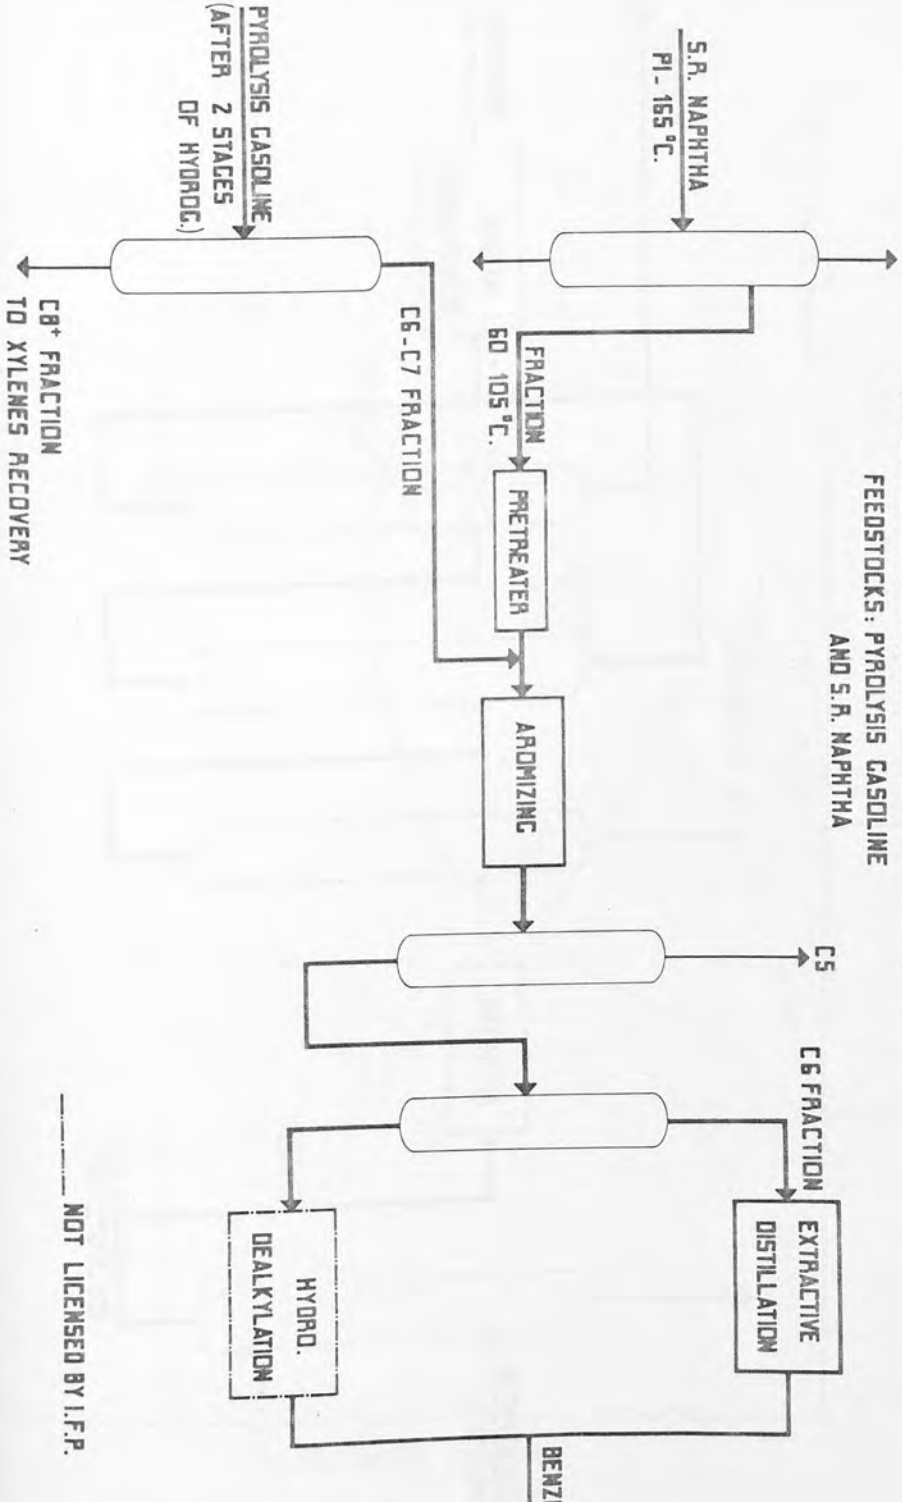 FEEDSTOCKS: PYROLYSIS GASOLINE
AND S.R. NAPHTHA
S.R. NAPHTHA
PI - 165 °C.
FRACTION
60 105 °C.
PRETREATER
AROMIZING
C5
C6 FRACTION
EXTRACTIVE
DISTILLATION
C6-C7 FRACTION
PYROLYSIS GASOLINE
(AFTER 2 STAGES
OF HYDROG.)
C8+ FRACTION
TO XYLENES RECOVERY
HYDRO.
DEALKYLATION
NOT LICENSED BY I.F.P.